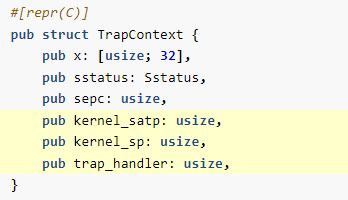 #[repr(C)]
pub struct TrapContext {
    pub x: [usize; 32],
    pub sstatus: Sstatus,
    pub sepc: usize,
    pub kernel_satp: usize,
    pub kernel_sp: usize,
    pub trap_handler: usize,
}